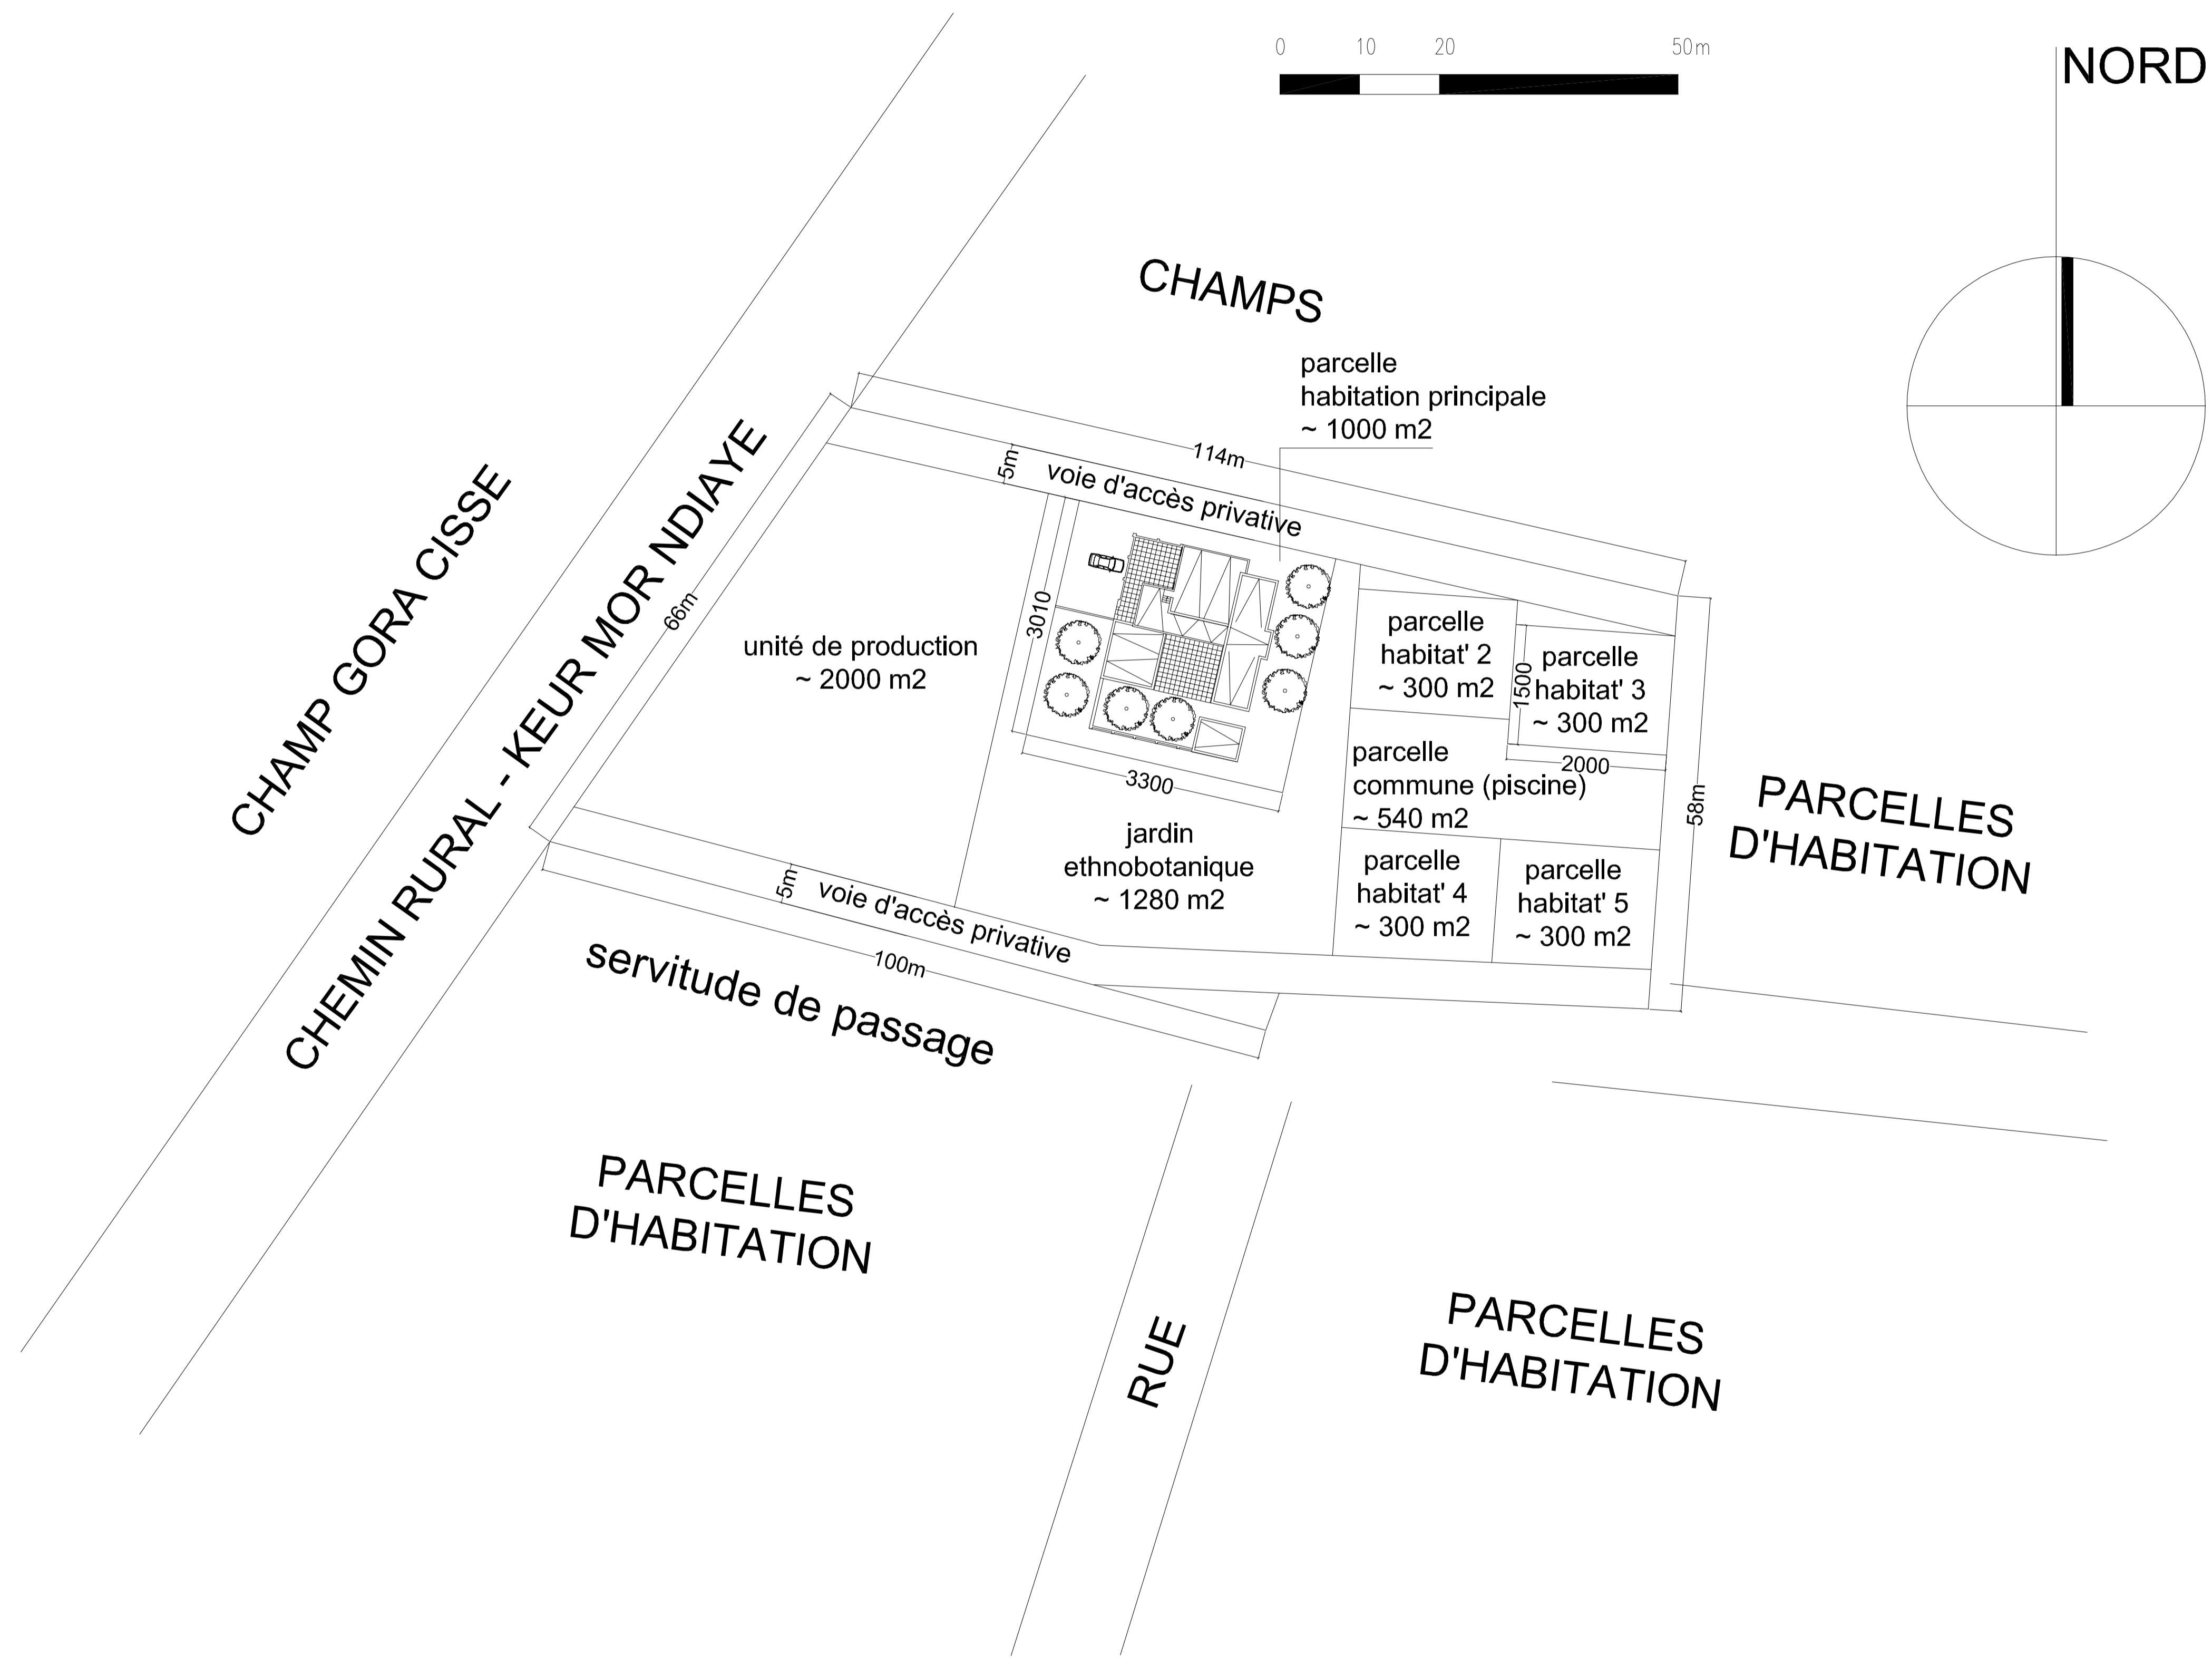 0 10 20 50m
NORD
CHAMPS
parcelle
habitation principale
~ 1000 m2
114m
5m
voie d'accès privative
CHAMP GORA CISSE
CHEMIN RURAL - KEUR MOR NDIAYE
66m
unité de production
~ 2000 m2
3010
3300
parcelle
habitat' 2
~ 300 m2
1500
parcelle
habitat' 3
~ 300 m2
2000
parcelle
commune (piscine)
~ 540 m2
58m
PARCELLES
D'HABITATION
jardin
ethnobotanique
~ 1280 m2
parcelle
habitat' 4
~ 300 m2
parcelle
habitat' 5
~ 300 m2
5m
voie d'accès privative
100m
servitude de passage
PARCELLES
D'HABITATION
RUE
PARCELLES
D'HABITATION